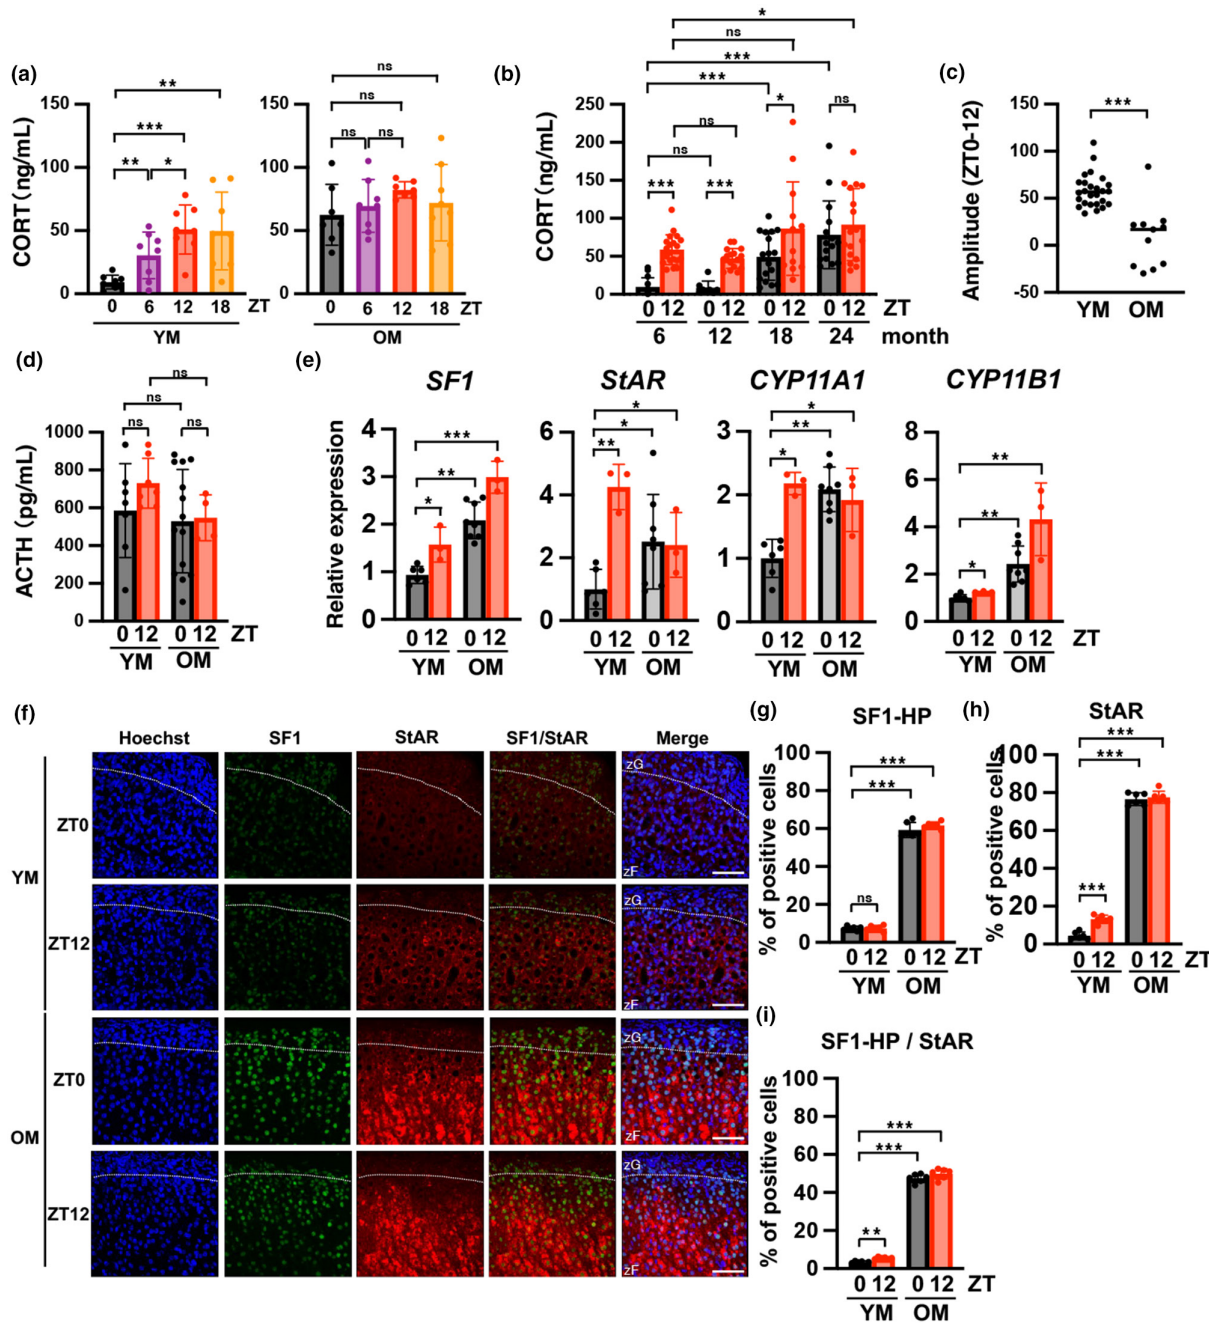 (a)
CORT (ng/mL)
150
100
50
0
**
***
**
*
0 6 12 18 ZT
YM
150
100
50
0
ns
ns
ns
ns
0 6 12 18 ZT
OM
(b)
CORT (ng/mL)
250
200
150
100
50
0
*
ns
***
***
*
ns
ns
ns
***
***
0 12 0 12 0 12 0 12 ZT
6 12 18 24 month
(c)
Amplitude (ZT0-12)
150
100
50
0
-50
***
YM OM
(d)
ACTH (pg/mL)
1000
800
600
400
200
0
ns
ns
ns
ns
0 12 0 12 ZT
YM OM
(e)
Relative expression
SF1
4
3
2
1
0
***
**
*
0 12 0 12
YM OM
StAR
6
4
2
0
*
*
**
0 12 0 12
YM OM
CYP11A1
3
2
1
0
*
**
*
0 12 0 12
YM OM
CYP11B1
8
6
4
2
0
**
**
*
0 12 0 12 ZT
YM OM
(f)
Hoechst SF1 StAR SF1/StAR Merge
YM
ZT0
zG
zF
ZT12
zG
zF
OM
ZT0
zG
zF
ZT12
zG
zF
(g)
SF1-HP
% of positive cells
100
80
60
40
20
0
***
***
ns
0 12 0 12 ZT
YM OM
(h)
StAR
% of positive cells
100
80
60
40
20
0
***
***
***
0 12 0 12 ZT
YM OM
(i)
SF1-HP / StAR
% of positive cells
100
80
60
40
20
0
***
***
**
0 12 0 12 ZT
YM OM